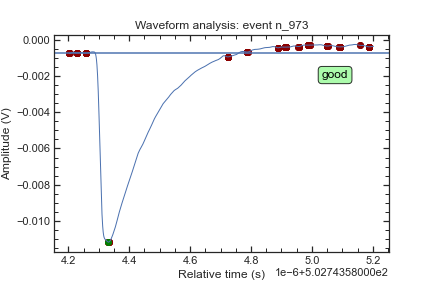 Waveform analysis: event n_973
0.000
−0.002
−0.004
−0.006
−0.008
−0.010
Amplitude (V)
good
4.2 4.4 4.6 4.8 5.0 5.2
Relative time (s)
1e−6+5.0274358000e2